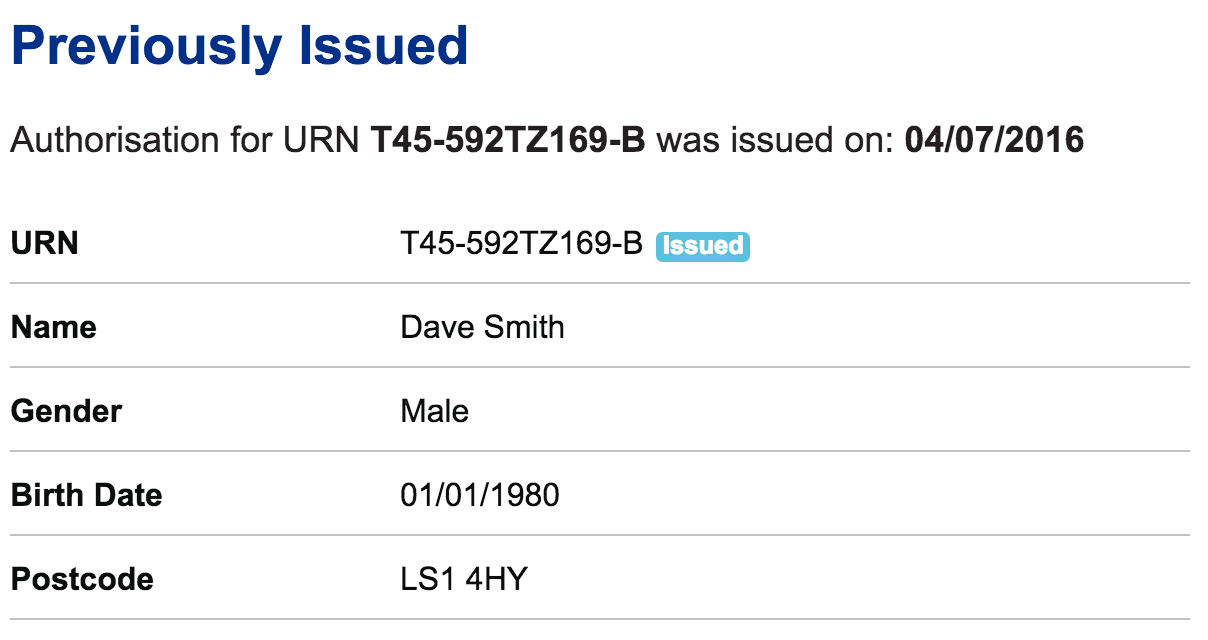 Previously Issued
Authorisation for URN T45-592TZ169-B was issued on: 04/07/2016
URN T45-592TZ169-B Issued
Name Dave Smith
Gender Male
Birth Date 01/01/1980
Postcode LS1 4HY